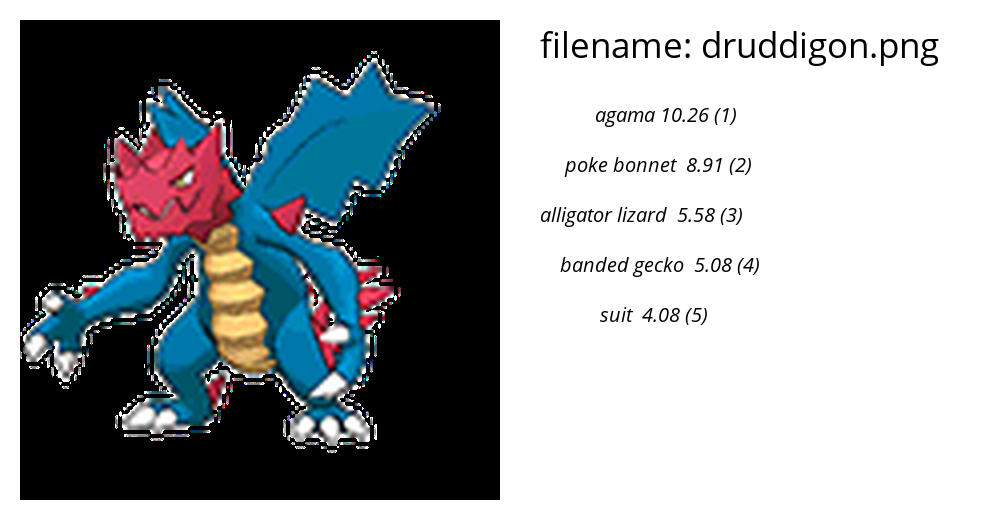 filename: druddigon.png
agama 10.26 (1)
poke bonnet 8.91 (2)
alligator lizard 5.58 (3)
banded gecko 5.08 (4)
suit 4.08 (5)